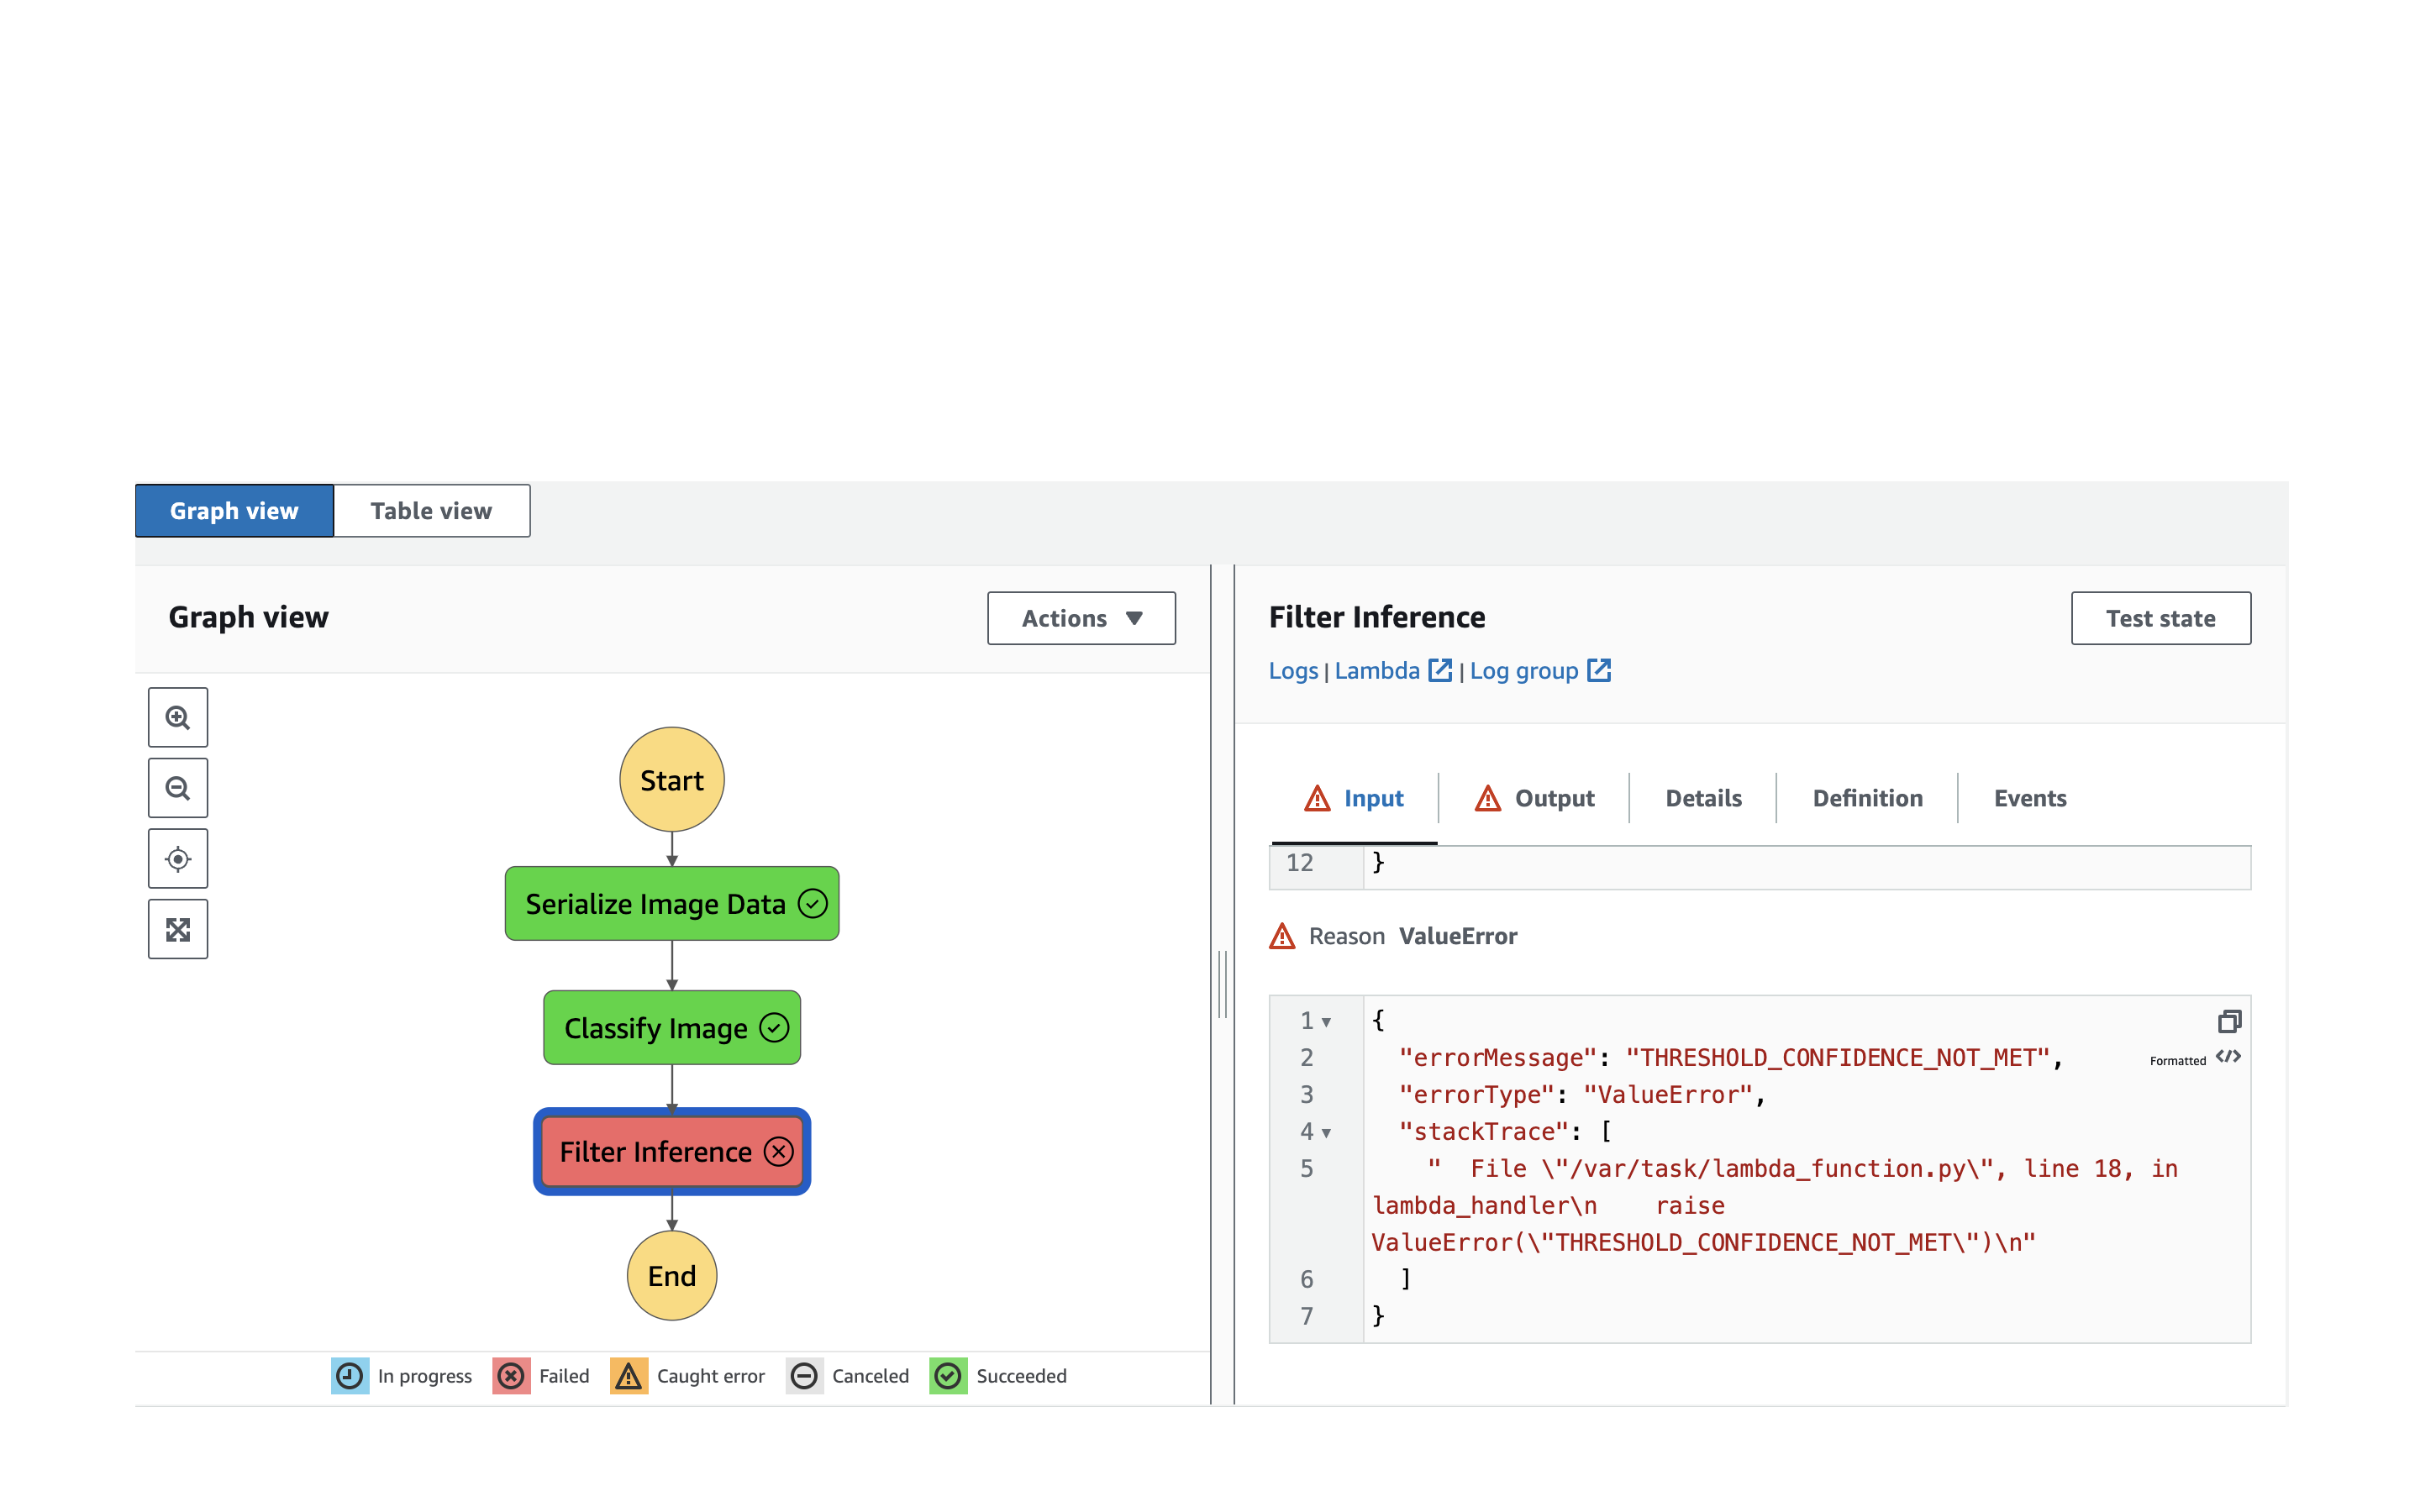 Graph view
Table view
Graph view
Actions
Start
Serialize Image Data
Classify Image
Filter Inference
End
In progress
Failed
Caught error
Canceled
Succeeded
Filter Inference
Test state
Logs | Lambda | Log group
Input
Output
Details
Definition
Events
12 }
Reason ValueError
1 {
2 "errorMessage": "THRESHOLD_CONFIDENCE_NOT_MET",
Formatted
3 "errorType": "ValueError",
4 "stackTrace": [
5 "  File \"/var/task/lambda_function.py\", line 18, in
lambda_handler\n    raise
ValueError(\"THRESHOLD_CONFIDENCE_NOT_MET\")\n"
6 ]
7 }